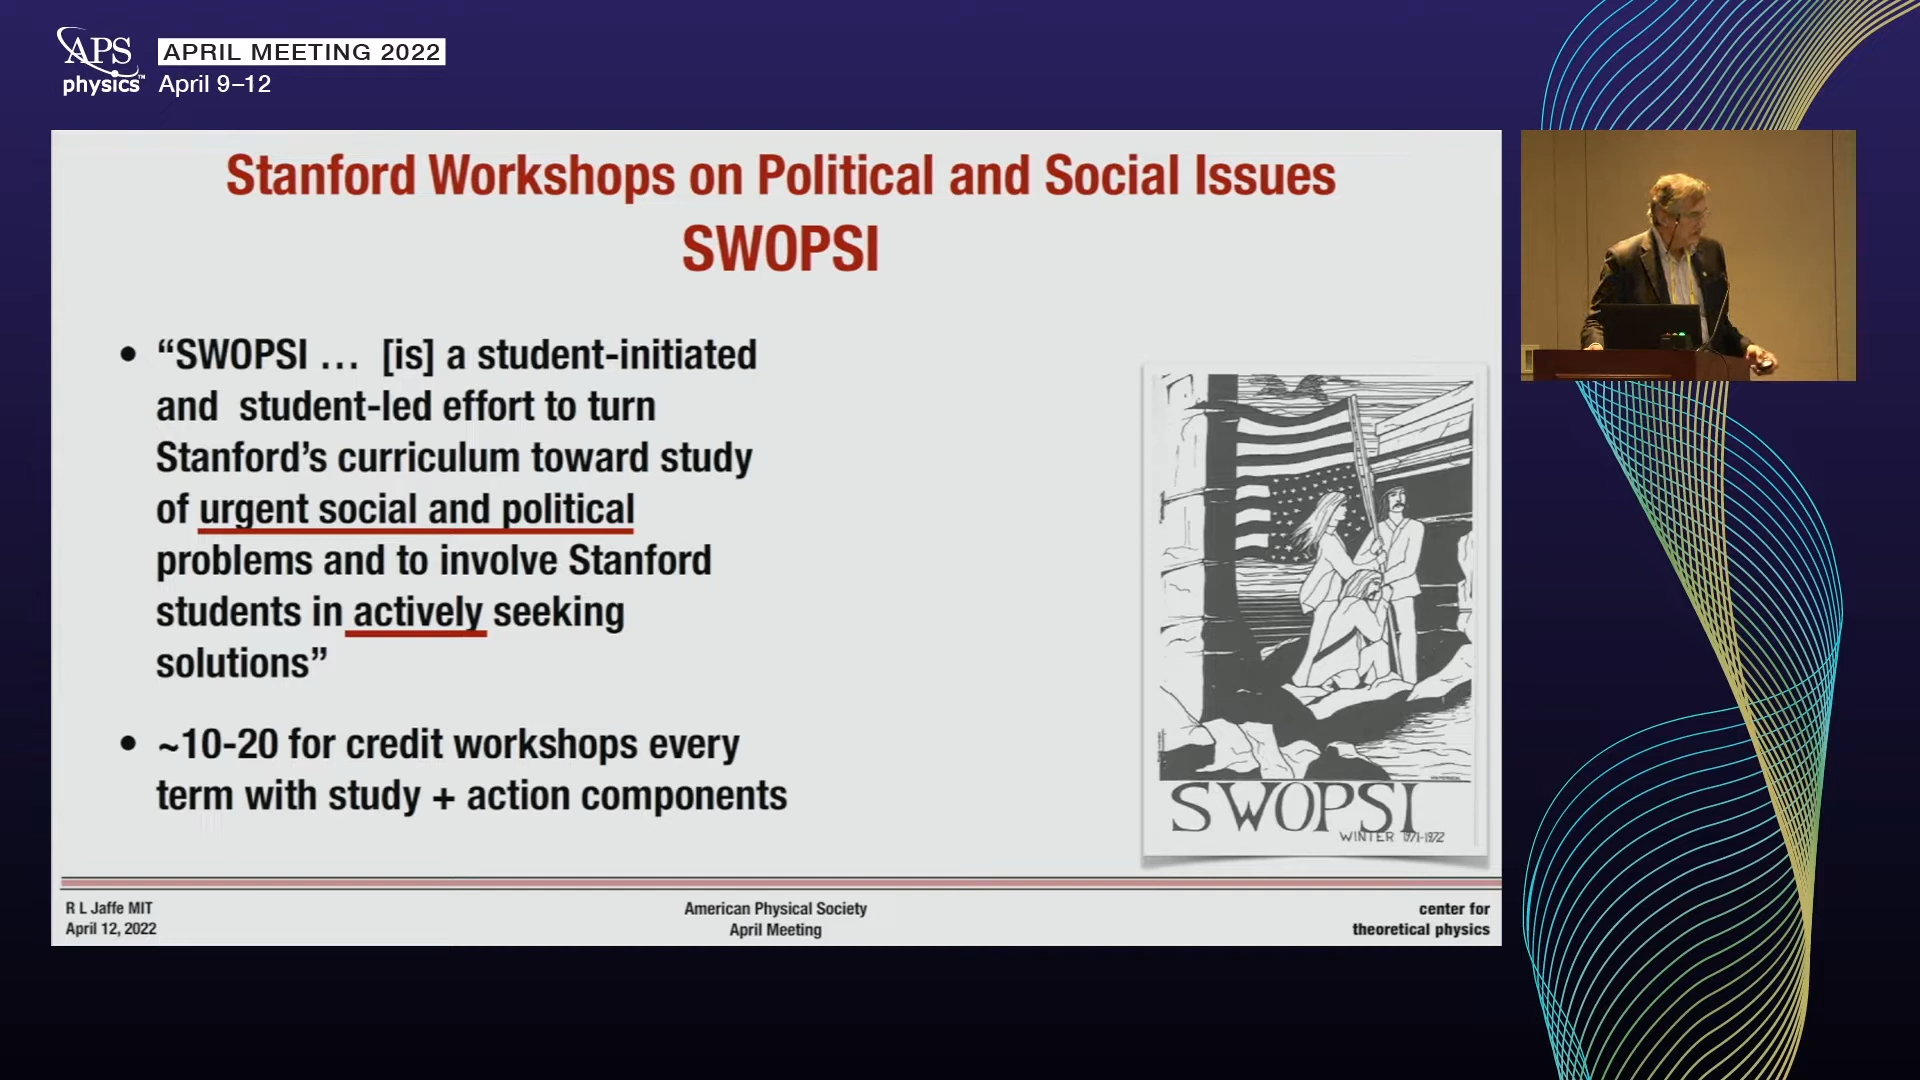 APS
physics™
APRIL MEETING 2022
April 9–12
Stanford Workshops on Political and Social Issues
SWOPSI
• “SWOPSI … [is] a student-initiated
and student-led effort to turn
Stanford’s curriculum toward study
of urgent social and political
problems and to involve Stanford
students in actively seeking
solutions”
• ~10-20 for credit workshops every
term with study + action components
SWOPSI
WINTER 1971-1972
R L Jaffe MIT
April 12, 2022
American Physical Society
April Meeting
center for
theoretical physics